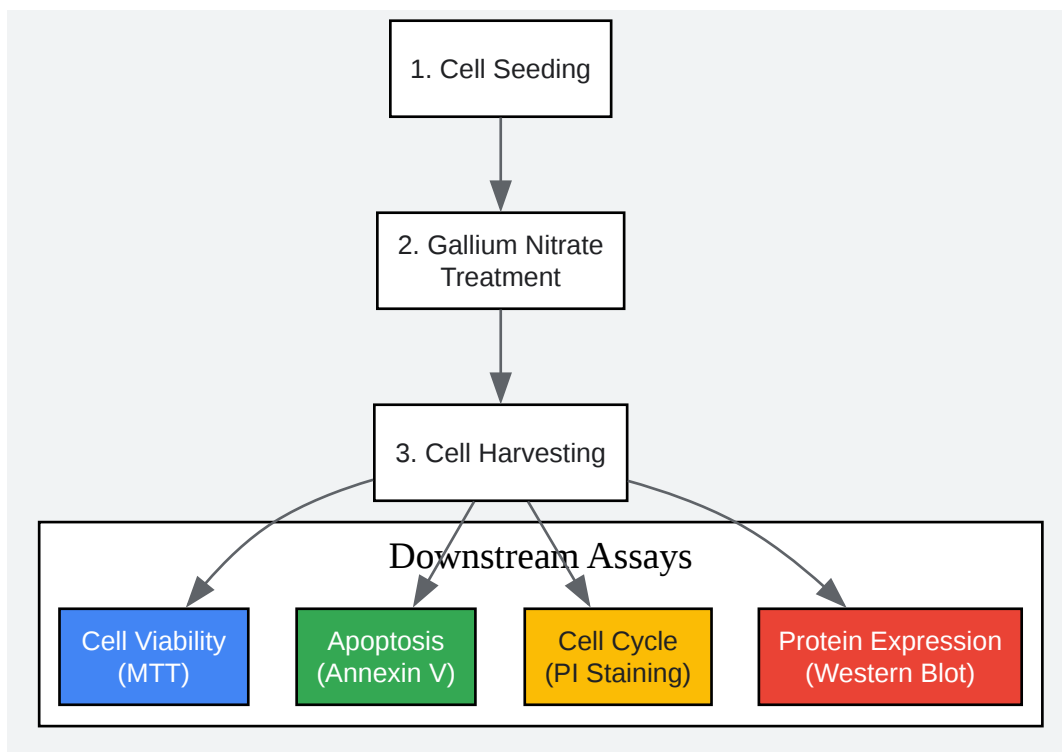 1. Cell Seeding
2. Gallium Nitrate
Treatment
3. Cell Harvesting
Downstream Assays
Cell Viability
(MTT)
Apoptosis
(Annexin V)
Cell Cycle
(PI Staining)
Protein Expression
(Western Blot)